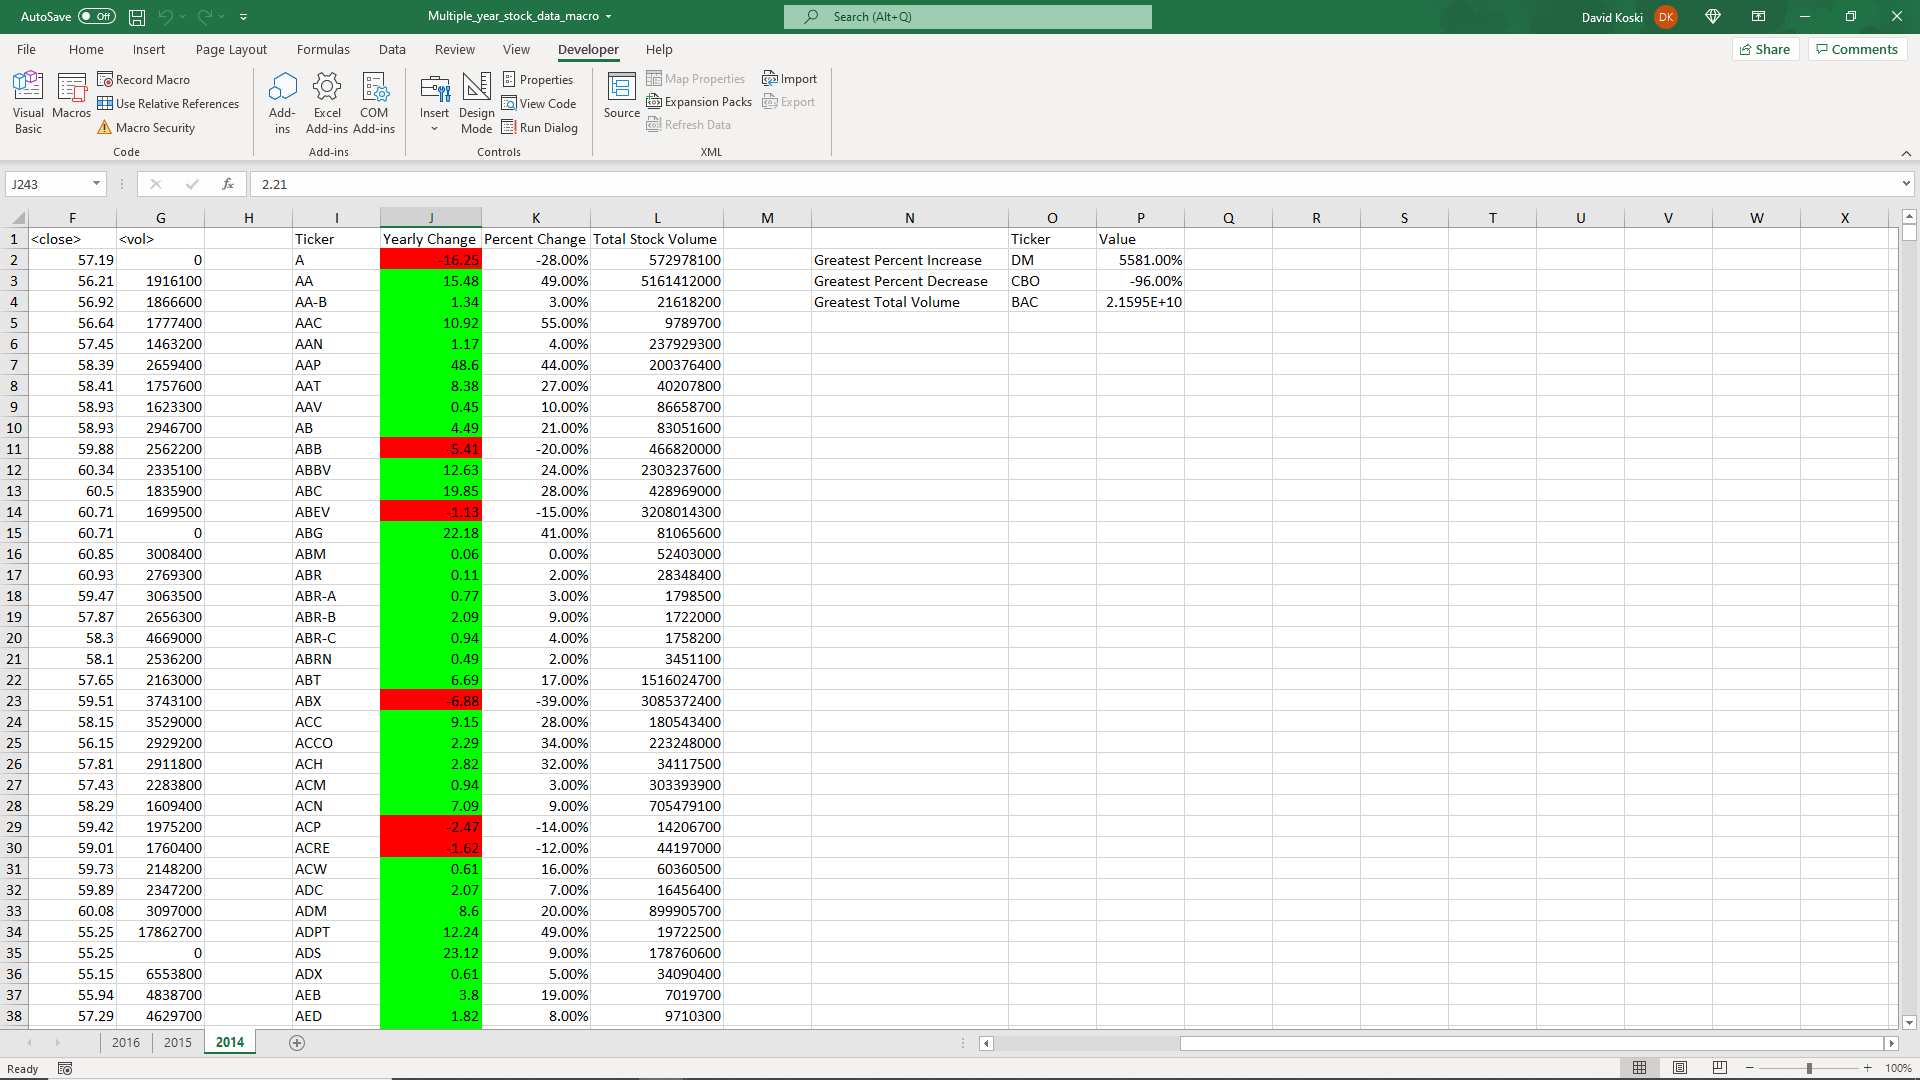 AutoSave Off Multiple_year_stock_data_macro Search (Alt+Q) David Koski DK
File Home Insert Page Layout Formulas Data Review View Developer Help Share Comments
Visual Basic Macros Record Macro Use Relative References Macro Security Add-ins Excel Add-ins COM Add-ins Insert Design Mode Properties View Code Run Dialog Source Map Properties Expansion Packs Refresh Data Import Export
Code Add-ins Controls XML
J243 fx 2.21
F G H I J K L M N O P Q R S T U V W X
1 <close> <vol> Ticker Yearly Change Percent Change Total Stock Volume Ticker Value
2 57.19 0 A -16.25 -28.00% 572978100 Greatest Percent Increase DM 5581.00%
3 56.21 1916100 AA 15.48 49.00% 5161412000 Greatest Percent Decrease CBO -96.00%
4 56.92 1866600 AA-B 1.34 3.00% 21618200 Greatest Total Volume BAC 2.1595E+10
5 56.64 1777400 AAC 10.92 55.00% 9789700
6 57.45 1463200 AAN 1.17 4.00% 237929300
7 58.39 2659400 AAP 48.6 44.00% 200376400
8 58.41 1757600 AAT 8.38 27.00% 40207800
9 58.93 1623300 AAV 0.45 10.00% 86658700
10 58.93 2946700 AB 4.49 21.00% 83051600
11 59.88 2562200 ABB -5.41 -20.00% 466820000
12 60.34 2335100 ABBV 12.63 24.00% 2303237600
13 60.5 1835900 ABC 19.85 28.00% 428969000
14 60.71 1699500 ABEV -1.13 -15.00% 3208014300
15 60.71 0 ABG 22.18 41.00% 81065600
16 60.85 3008400 ABM 0.06 0.00% 52403000
17 60.93 2769300 ABR 0.11 2.00% 28348400
18 59.47 3063500 ABR-A 0.77 3.00% 1798500
19 57.87 2656300 ABR-B 2.09 9.00% 1722000
20 58.3 4669000 ABR-C 0.94 4.00% 1758200
21 58.1 2536200 ABRN 0.49 2.00% 3451100
22 57.65 2163000 ABT 6.69 17.00% 1516024700
23 59.51 3743100 ABX -6.88 -39.00% 3085372400
24 58.15 3529000 ACC 9.15 28.00% 180543400
25 56.15 2929200 ACCO 2.29 34.00% 223248000
26 57.81 2911800 ACH 2.82 32.00% 34117500
27 57.43 2283800 ACM 0.94 3.00% 303393900
28 58.29 1609400 ACN 7.09 9.00% 705479100
29 59.42 1975200 ACP -2.47 -14.00% 14206700
30 59.01 1760400 ACRE -1.62 -12.00% 44197000
31 59.73 2148200 ACW 0.61 16.00% 60360500
32 59.89 2347200 ADC 2.07 7.00% 16456400
33 60.08 3097000 ADM 8.6 20.00% 899905700
34 55.25 17862700 ADPT 12.24 49.00% 19722500
35 55.25 0 ADS 23.12 9.00% 178760600
36 55.15 6553800 ADX 0.61 5.00% 34090400
37 55.94 4838700 AEB 3.8 19.00% 7019700
38 57.29 4629700 AED 1.82 8.00% 9710300
2016 2015 2014
Ready 100%